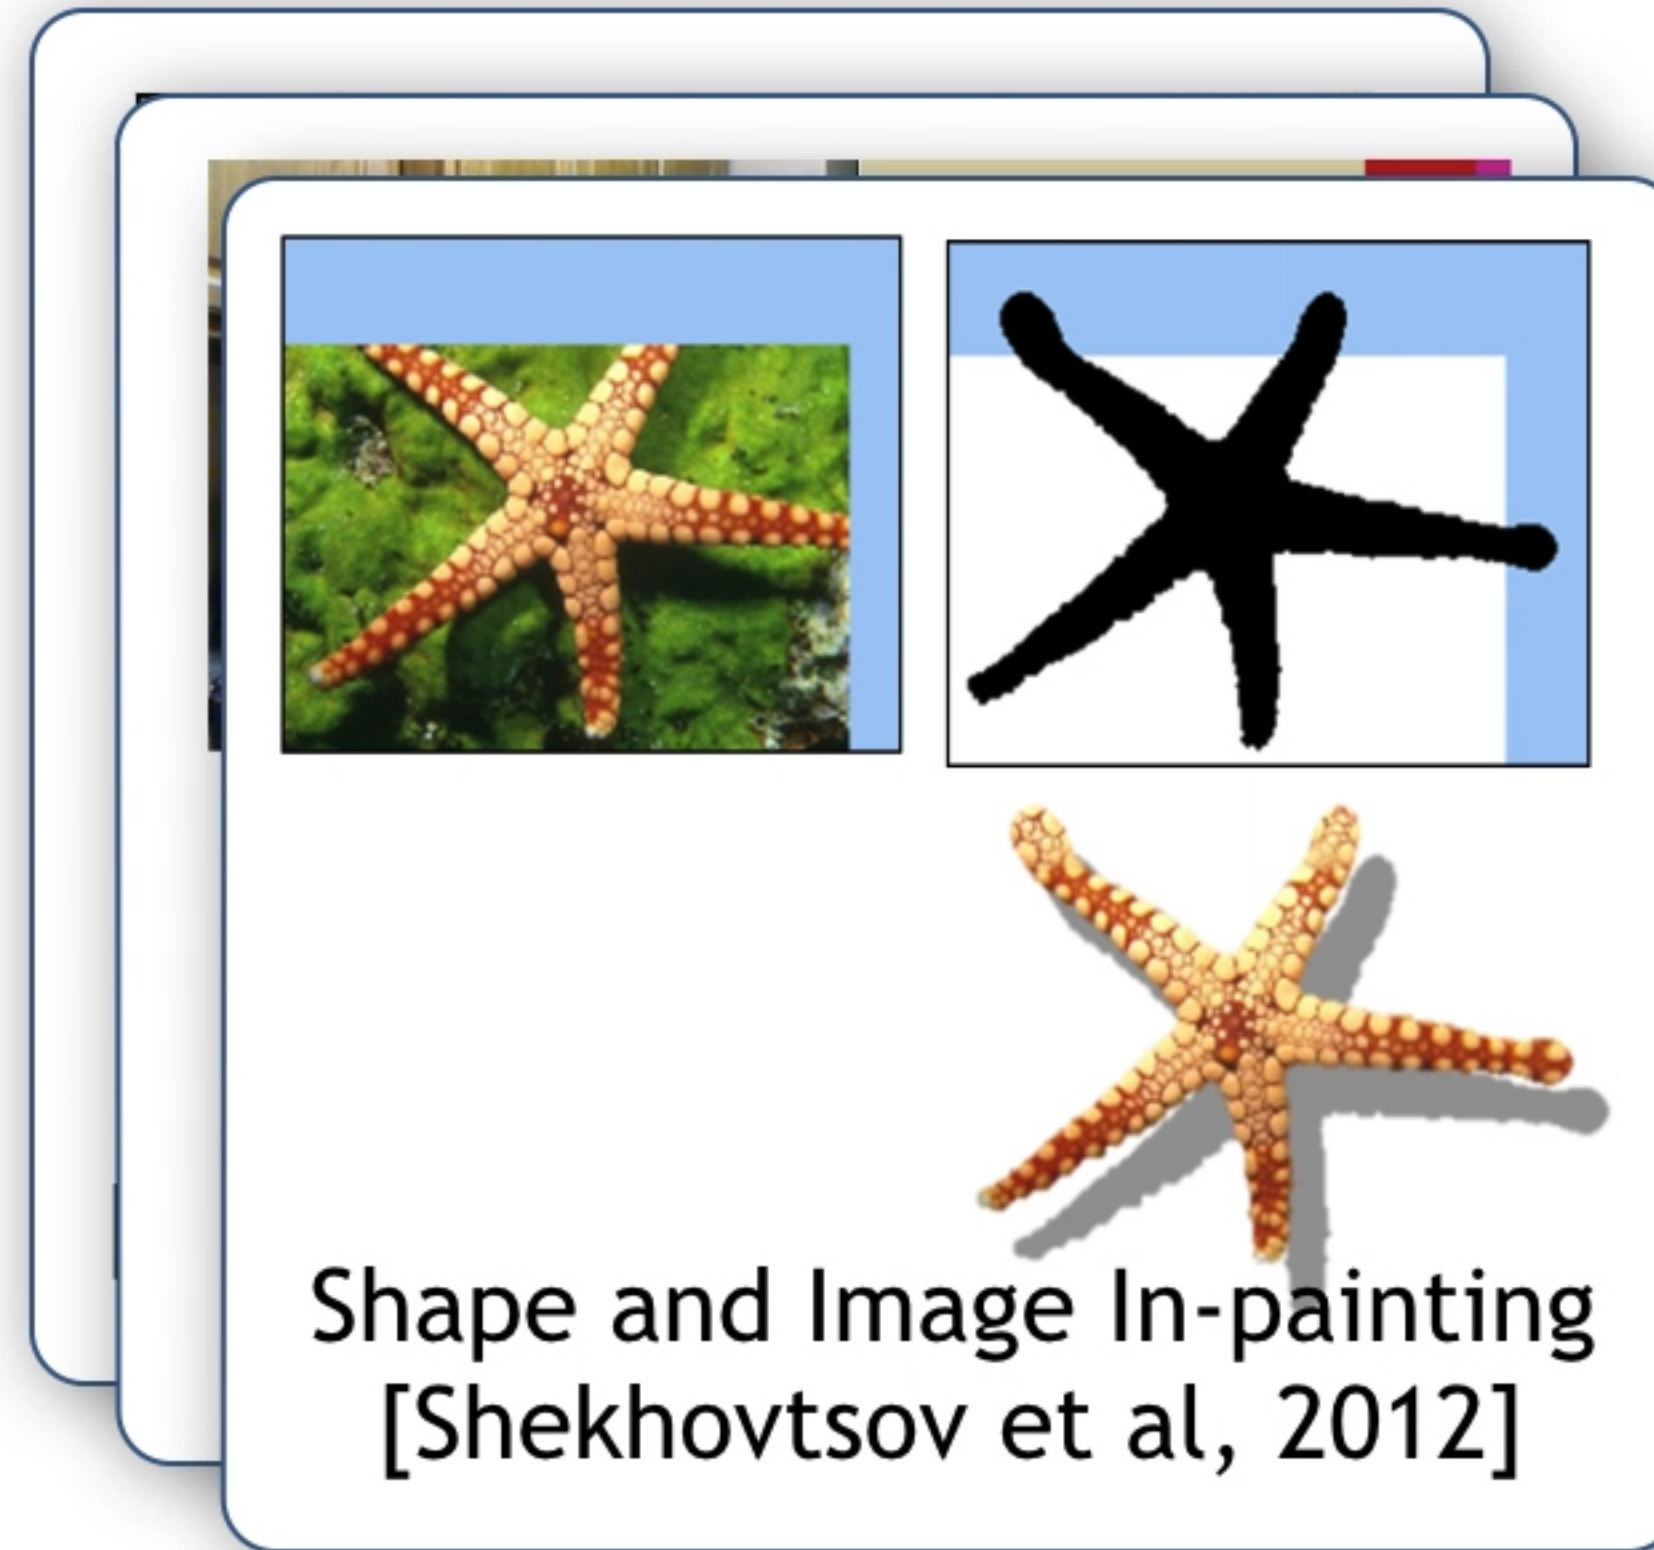 Shape and Image In-painting
[Shekhovtsov et al, 2012]